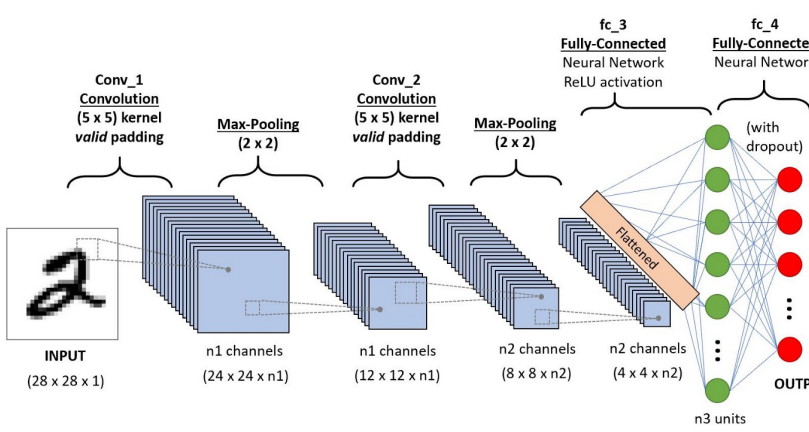 fc_3
Fully-Connected
Neural Network
ReLU activation
fc_4
Fully-Connecte
Neural Networ
Conv_1
Convolution
(5 x 5) kernel
valid padding
Max-Pooling
(2 x 2)
Conv_2
Convolution
(5 x 5) kernel
valid padding
Max-Pooling
(2 x 2)
(with
dropout)
Flattened
INPUT
(28 x 28 x 1)
n1 channels
(24 x 24 x n1)
n1 channels
(12 x 12 x n1)
n2 channels
(8 x 8 x n2)
n2 channels
(4 x 4 x n2)
OUTP
n3 units